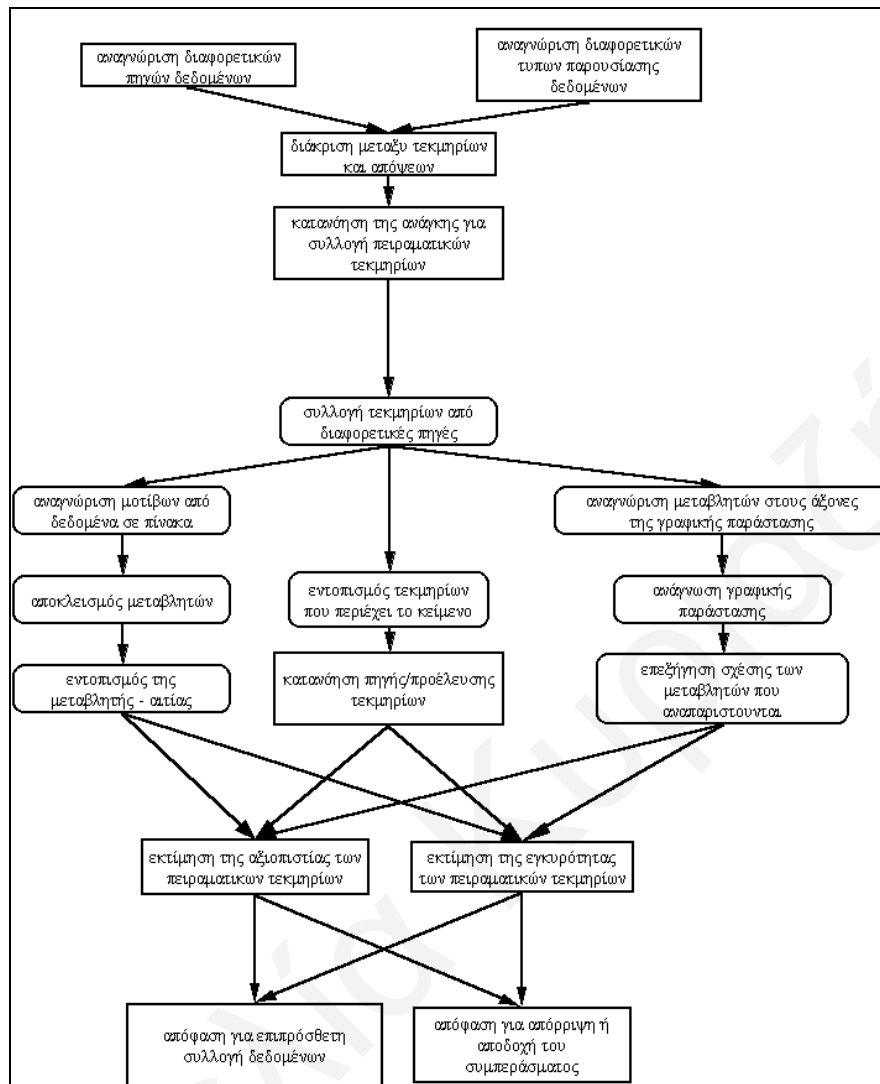 αναγνώριση διαφορετικών
πηγών δεδομένων
αναγνώριση διαφορετικών
τυπων παρουσίασης
δεδομένων
διάκριση μεταξυ τεκμηρίων
και απόψεων
κατανόηση της ανάγκης για
συλλογή πειραματικών
τεκμηρίων
συλλογή τεκμηρίων από
διαφορετικές πηγές
αναγνώριση μοτίβων από
δεδομένα σε πίνακα
αναγνώριση μεταβλητών στους άξονες
της γραφικής παράστασης
αποκλεισμός μεταβλητών
εντοπισμός τεκμηρίων
που περιέχει το κείμενο
ανάγνωση γραφικής
παράστασης
εντοπισμός της
μεταβλητής - αιτίας
κατανόηση πηγής/προέλευσης
τεκμηρίων
επεξήγηση σχέσης των
μεταβλητών που
αναπαριστουνται
εκτίμηση της αξιοπιστίας των
πειραματικων τεκμηρίων
εκτίμηση της εγκυρότητας
των πειραματικών τεκμηρίων
απόφαση για επιπρόσθετη
συλλογή δεδομένων
απόφαση για απόρριψη ή
αποδοχή του
συμπεράσματος